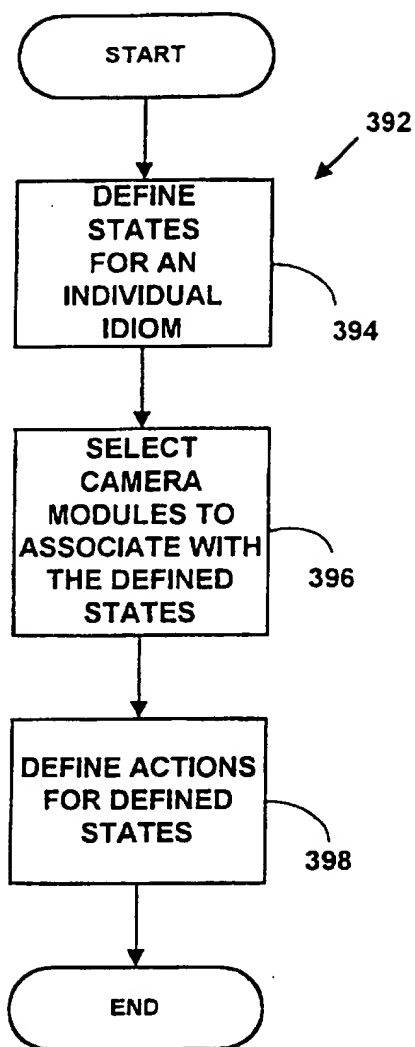 START
392
DEFINE
STATES
FOR AN
INDIVIDUAL
IDIOM
394
SELECT
CAMERA
MODULES TO
ASSOCIATE WITH
THE DEFINED
STATES
396
DEFINE ACTIONS
FOR DEFINED
STATES
398
END